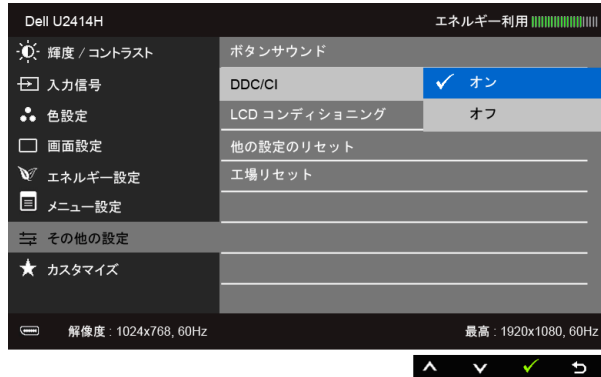 Dell U2414H エネルギー利用
輝度 / コントラスト ボタンサウンド
入力信号 DDC/CI オン
色設定 LCD コンディショニング オフ
画面設定 他の設定のリセット
エネルギー設定 工場リセット
メニュー設定
その他の設定
カスタマイズ
解像度 : 1024x768, 60Hz 最高 : 1920x1080, 60Hz